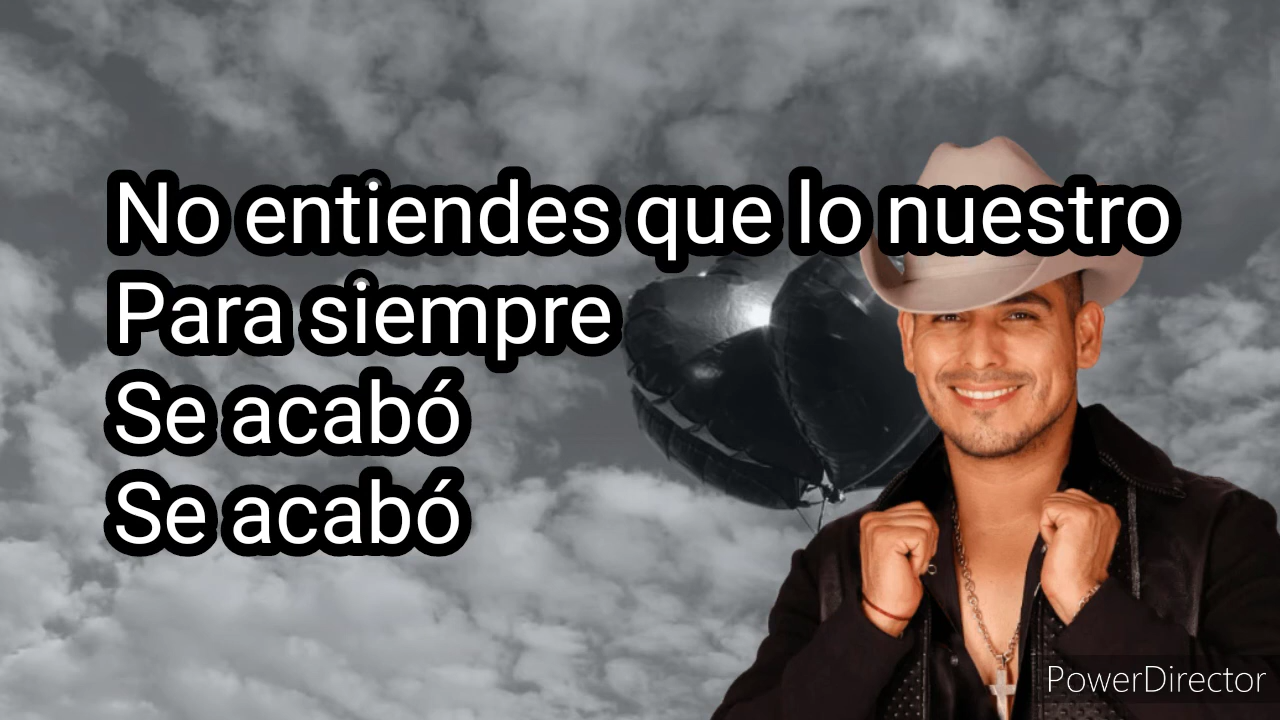 No entiendes que lo nuestro
Para siempre
Se acabó
Se acabó
PowerDirector